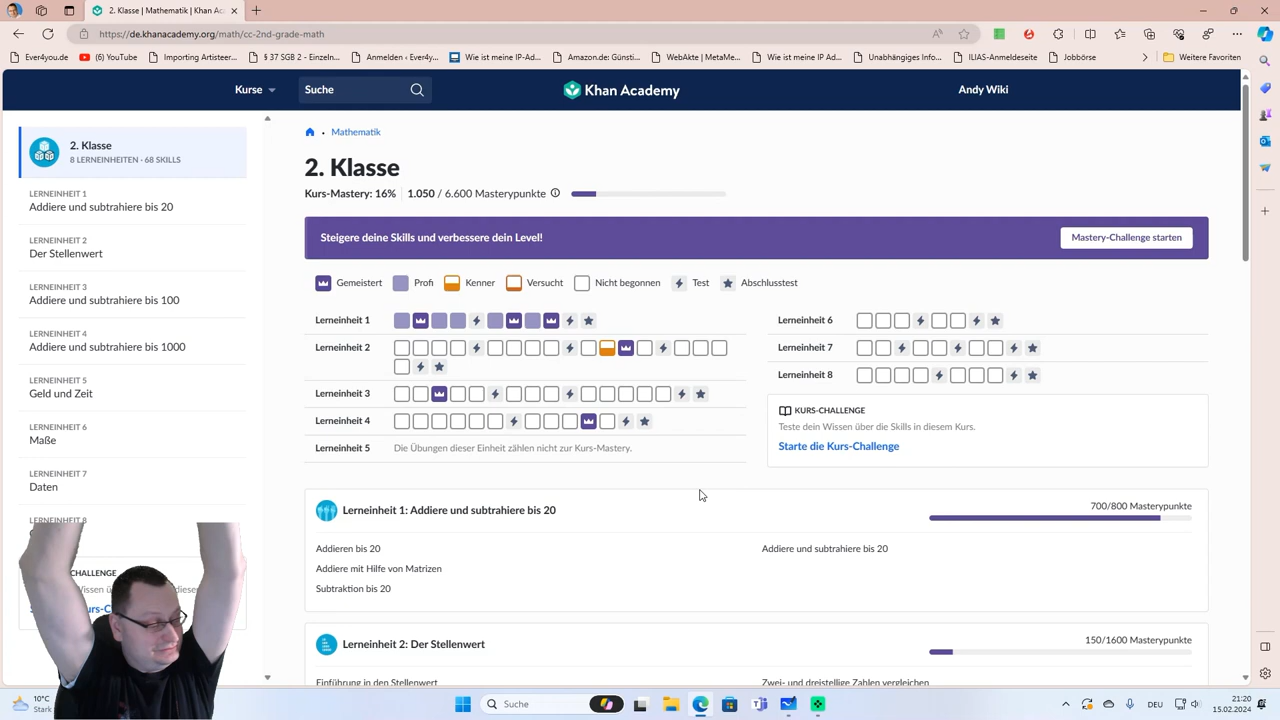 2. Klasse | Khan Academy
https://de.khanacademy.org/math/cc-2nd-grade-math
Ever4you.de
(6) YouTube
Importing Artisteer...
§ 37 SGB 2 - Einzeln...
Anmelden ‹ Ever4y...
Wie ist meine IP-Ad...
Amazon.de: Günsti...
WebAkte | MetaMe...
Wie ist meine IP-Ad...
Unabhängiges Info...
ILIAS-Anmeldeseite
Jobbörse
Weitere Favoriten
Kurse
Suche
Khan Academy
Andy Wiki
2. Klasse
8 LERNEINHEITEN · 68 SKILLS
LERNEINHEIT 1
Addiere und subtrahiere bis 20
LERNEINHEIT 2
Der Stellenwert
LERNEINHEIT 3
Addiere und subtrahiere bis 100
LERNEINHEIT 4
Addiere und subtrahiere bis 1000
LERNEINHEIT 5
Geld und Zeit
LERNEINHEIT 6
Maße
LERNEINHEIT 7
Daten
LERNEINHEIT 8
Mathematik
2. Klasse
Kurs-Mastery: 16% 1.050 / 6.600 Masterypunkte
Steigere deine Skills und verbessere dein Level!
Mastery-Challenge starten
Gemeistert
Profi
Kenner
Versucht
Nicht begonnen
Test
Abschlusstest
Lerneinheit 1
Lerneinheit 2
Lerneinheit 3
Lerneinheit 4
Lerneinheit 5 Die Übungen dieser Einheit zählen nicht zur Kurs-Mastery.
Lerneinheit 6
Lerneinheit 7
Lerneinheit 8
KURS-CHALLENGE
Teste dein Wissen über die Skills in diesem Kurs.
Starte die Kurs-Challenge
Lerneinheit 1: Addiere und subtrahiere bis 20
700/800 Masterypunkte
Addieren bis 20
Addiere mit Hilfe von Matrizen
Subtraktion bis 20
Addiere und subtrahiere bis 20
Lerneinheit 2: Der Stellenwert
150/1600 Masterypunkte
Einführung in den Stellenwert
Zwei- und dreistellige Zahlen vergleichen
CHALLENGE
10°C
Stark
Suche
DEU
21:20
15.02.2024